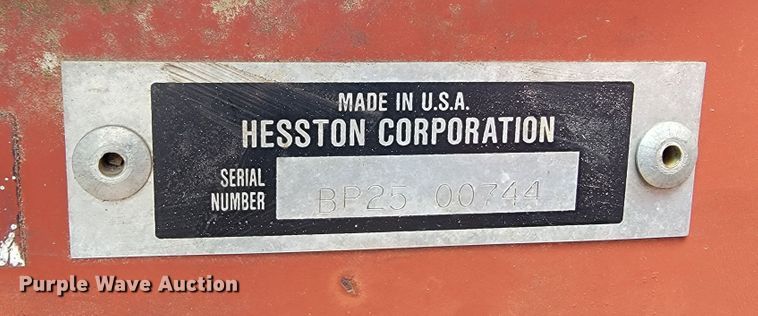 MADE IN U.S.A.
HESSTON CORPORATION
SERIAL
NUMBER
BP25 00744
Purple Wave Auction